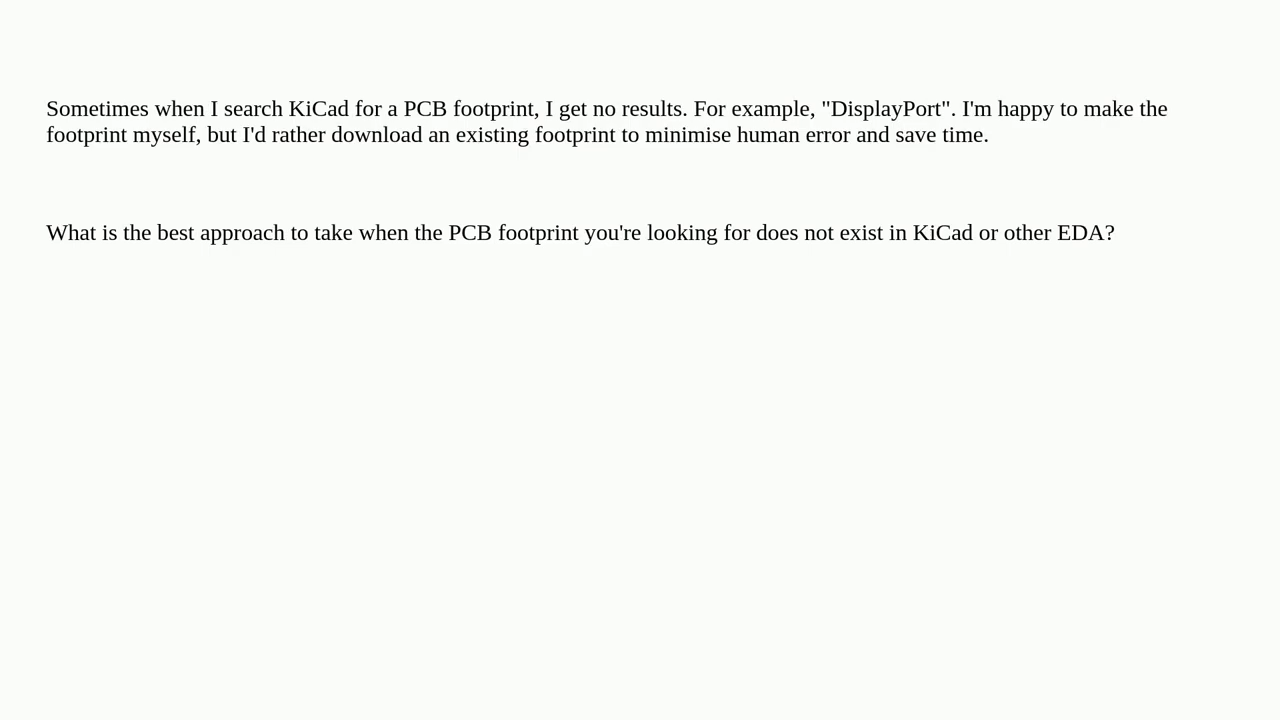 Sometimes when I search KiCad for a PCB footprint, I get no results. For example, "DisplayPort". I'm happy to make the
footprint myself, but I'd rather download an existing footprint to minimise human error and save time.
What is the best approach to take when the PCB footprint you're looking for does not exist in KiCad or other EDA?